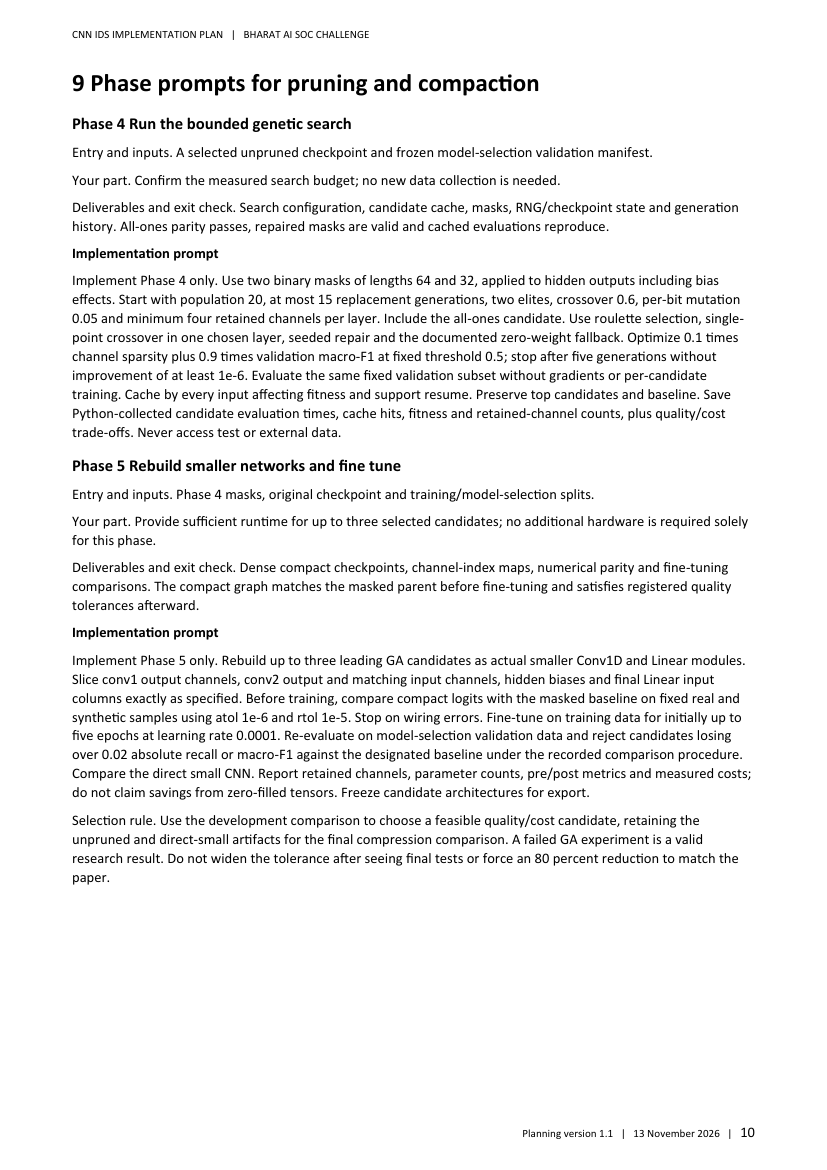 CNN IDS IMPLEMENTATION PLAN | BHARAT AI SOC CHALLENGE
9 Phase prompts for pruning and compaction
Phase 4 Run the bounded genetic search
Entry and inputs. A selected unpruned checkpoint and frozen model-selection validation manifest.
Your part. Confirm the measured search budget; no new data collection is needed.
Deliverables and exit check. Search configuration, candidate cache, masks, RNG/checkpoint state and generation
history. All-ones parity passes, repaired masks are valid and cached evaluations reproduce.
Implementation prompt
Implement Phase 4 only. Use two binary masks of lengths 64 and 32, applied to hidden outputs including bias
effects. Start with population 20, at most 15 replacement generations, two elites, crossover 0.6, per-bit mutation
0.05 and minimum four retained channels per layer. Include the all-ones candidate. Use roulette selection, single-
point crossover in one chosen layer, seeded repair and the documented zero-weight fallback. Optimize 0.1 times
channel sparsity plus 0.9 times validation macro-F1 at fixed threshold 0.5; stop after five generations without
improvement of at least 1e-6. Evaluate the same fixed validation subset without gradients or per-candidate
training. Cache by every input affecting fitness and support resume. Preserve top candidates and baseline. Save
Python-collected candidate evaluation times, cache hits, fitness and retained-channel counts, plus quality/cost
trade-offs. Never access test or external data.
Phase 5 Rebuild smaller networks and fine tune
Entry and inputs. Phase 4 masks, original checkpoint and training/model-selection splits.
Your part. Provide sufficient runtime for up to three selected candidates; no additional hardware is required solely
for this phase.
Deliverables and exit check. Dense compact checkpoints, channel-index maps, numerical parity and fine-tuning
comparisons. The compact graph matches the masked parent before fine-tuning and satisfies registered quality
tolerances afterward.
Implementation prompt
Implement Phase 5 only. Rebuild up to three leading GA candidates as actual smaller Conv1D and Linear modules.
Slice conv1 output channels, conv2 output and matching input channels, hidden biases and final Linear input
columns exactly as specified. Before training, compare compact logits with the masked baseline on fixed real and
synthetic samples using atol 1e-6 and rtol 1e-5. Stop on wiring errors. Fine-tune on training data for initially up to
five epochs at learning rate 0.0001. Re-evaluate on model-selection validation data and reject candidates losing
over 0.02 absolute recall or macro-F1 against the designated baseline under the recorded comparison procedure.
Compare the direct small CNN. Report retained channels, parameter counts, pre/post metrics and measured costs;
do not claim savings from zero-filled tensors. Freeze candidate architectures for export.
Selection rule. Use the development comparison to choose a feasible quality/cost candidate, retaining the
unpruned and direct-small artifacts for the final compression comparison. A failed GA experiment is a valid
research result. Do not widen the tolerance after seeing final tests or force an 80 percent reduction to match the
paper.
Planning version 1.1 | 13 November 2026 | 10